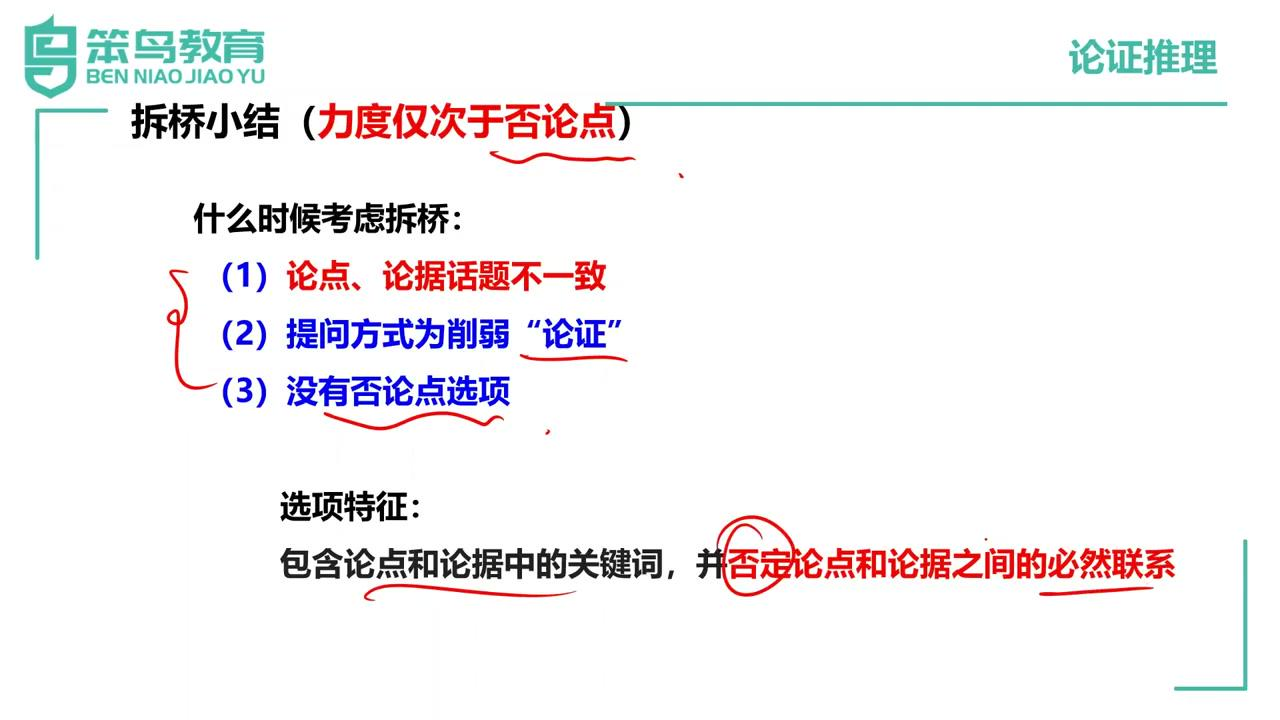 笨鸟教育
BEN NIAO JIAO YU
论证推理
拆桥小结（力度仅次于否论点）
什么时候考虑拆桥：
（1）论点、论据话题不一致
（2）提问方式为削弱“论证”
（3）没有否论点选项
选项特征：
包含论点和论据中的关键词，并否定论点和论据之间的必然联系